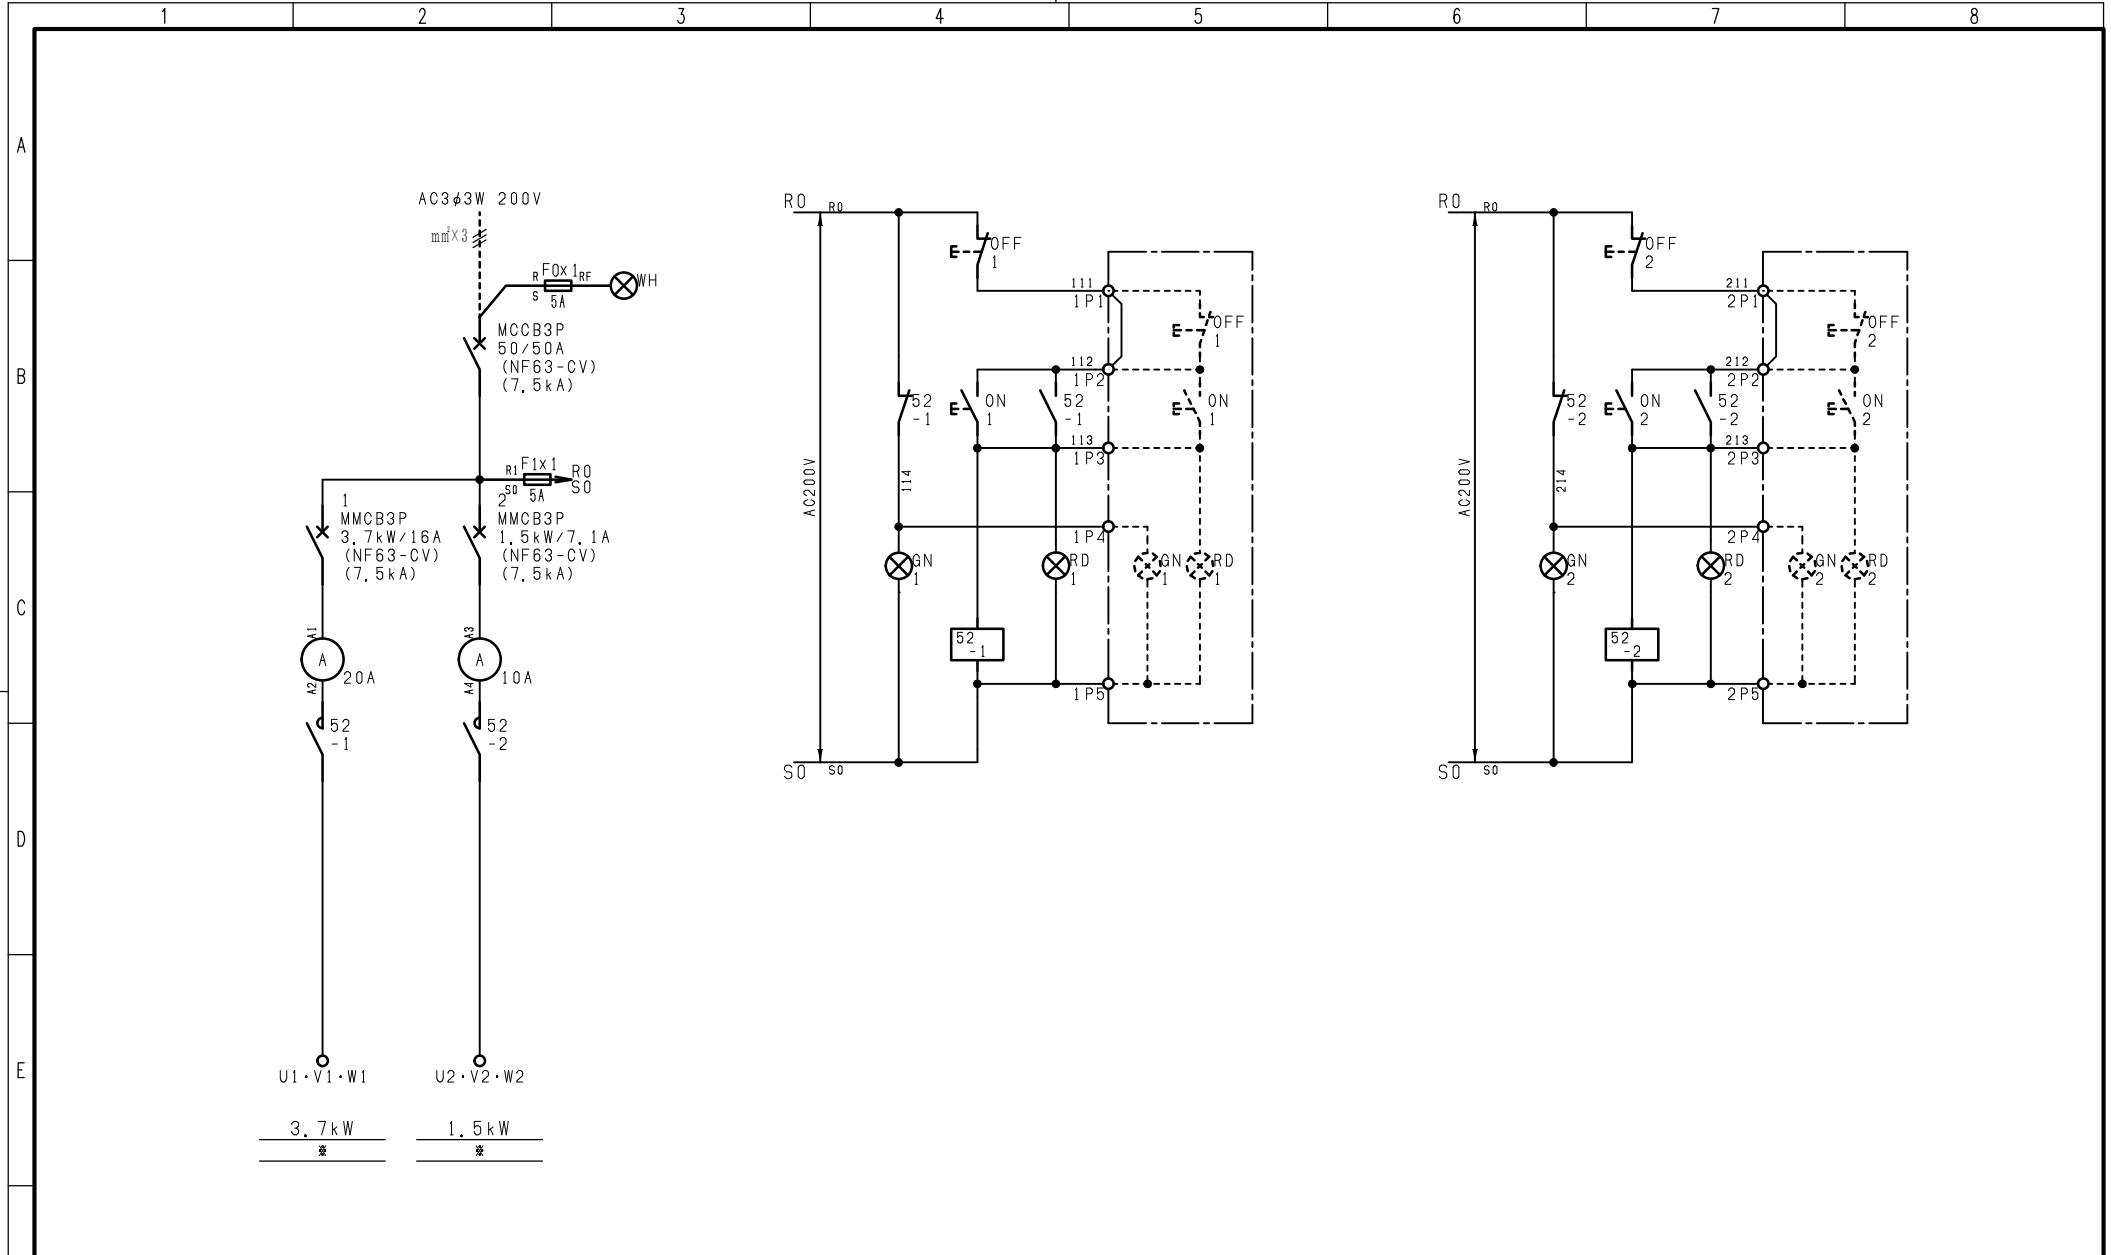 1 2 3 4 5 6 7 8
A
B
C
D
E
AC3φ3W 200V
mm²×3
R F0×1 RF
S 5A
WH
MCCB3P
50/50A
(NF63-CV)
(7.5kA)
R1 F1×1 R0
S0 5A S0
1
MMCB3P
3.7kW/16A
(NF63-CV)
(7.5kA)
2
MMCB3P
1.5kW/7.1A
(NF63-CV)
(7.5kA)
A1
A
20A
A2
A3
A
10A
A4
52
-1
52
-2
U1・V1・W1
U2・V2・W2
3.7kW
※
1.5kW
※
R0 R0
AC200V
OFF
1
111
1P1
OFF
1
112
1P2
52
-1
ON
1
52
-1
ON
1
113
1P3
114
1P4
GN
1
RD
1
GN
1
RD
1
52
-1
1P5
S0 S0
R0 R0
AC200V
OFF
2
211
2P1
OFF
2
212
2P2
52
-2
ON
2
52
-2
ON
2
213
2P3
214
2P4
GN
2
RD
2
GN
2
RD
2
52
-2
2P5
S0 S0